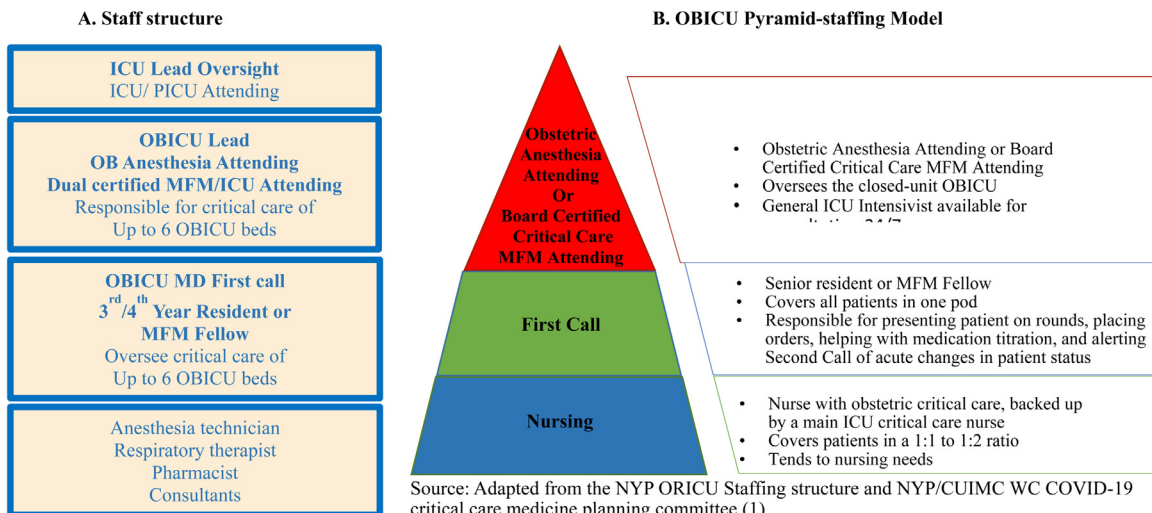 A. Staff structure
ICU Lead Oversight
ICU/ PICU Attending
OBICU Lead
OB Anesthesia Attending
Dual certified MFM/ICU Attending
Responsible for critical care of
Up to 6 OBICU beds
OBICU MD First call
3rd/4th Year Resident or
MFM Fellow
Oversee critical care of
Up to 6 OBICU beds
Anesthesia technician
Respiratory therapist
Pharmacist
Consultants
B. OBICU Pyramid-staffing Model
Obstetric
Anesthesia
Attending
Or
Board Certified
Critical Care
MFM Attending
First Call
Nursing
• Obstetric Anesthesia Attending or Board
Certified Critical Care MFM Attending
• Oversees the closed-unit OBICU
• General ICU Intensivist available for
• Senior resident or MFM Fellow
• Covers all patients in one pod
• Responsible for presenting patient on rounds, placing
orders, helping with medication titration, and alerting
Second Call of acute changes in patient status
• Nurse with obstetric critical care, backed up
by a main ICU critical care nurse
• Covers patients in a 1:1 to 1:2 ratio
• Tends to nursing needs
Source: Adapted from the NYP ORICU Staffing structure and NYP/CUIMC WC COVID-19
critical care medicine planning committee (1)